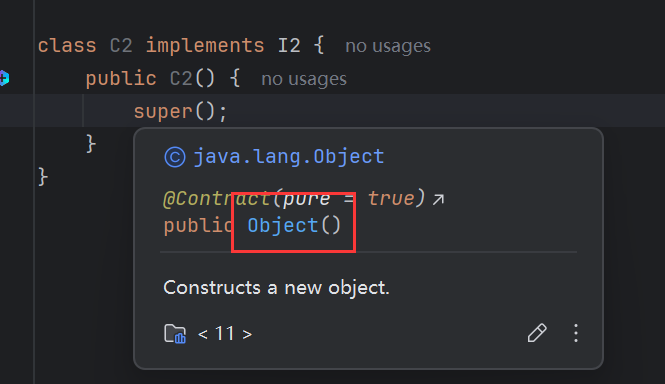 class C2 implements I2 { no usages
public C2() { no usages
super();
}
}
java.lang.Object
@Contract(pure = true)↗
public Object()
Constructs a new object.
< 11 >